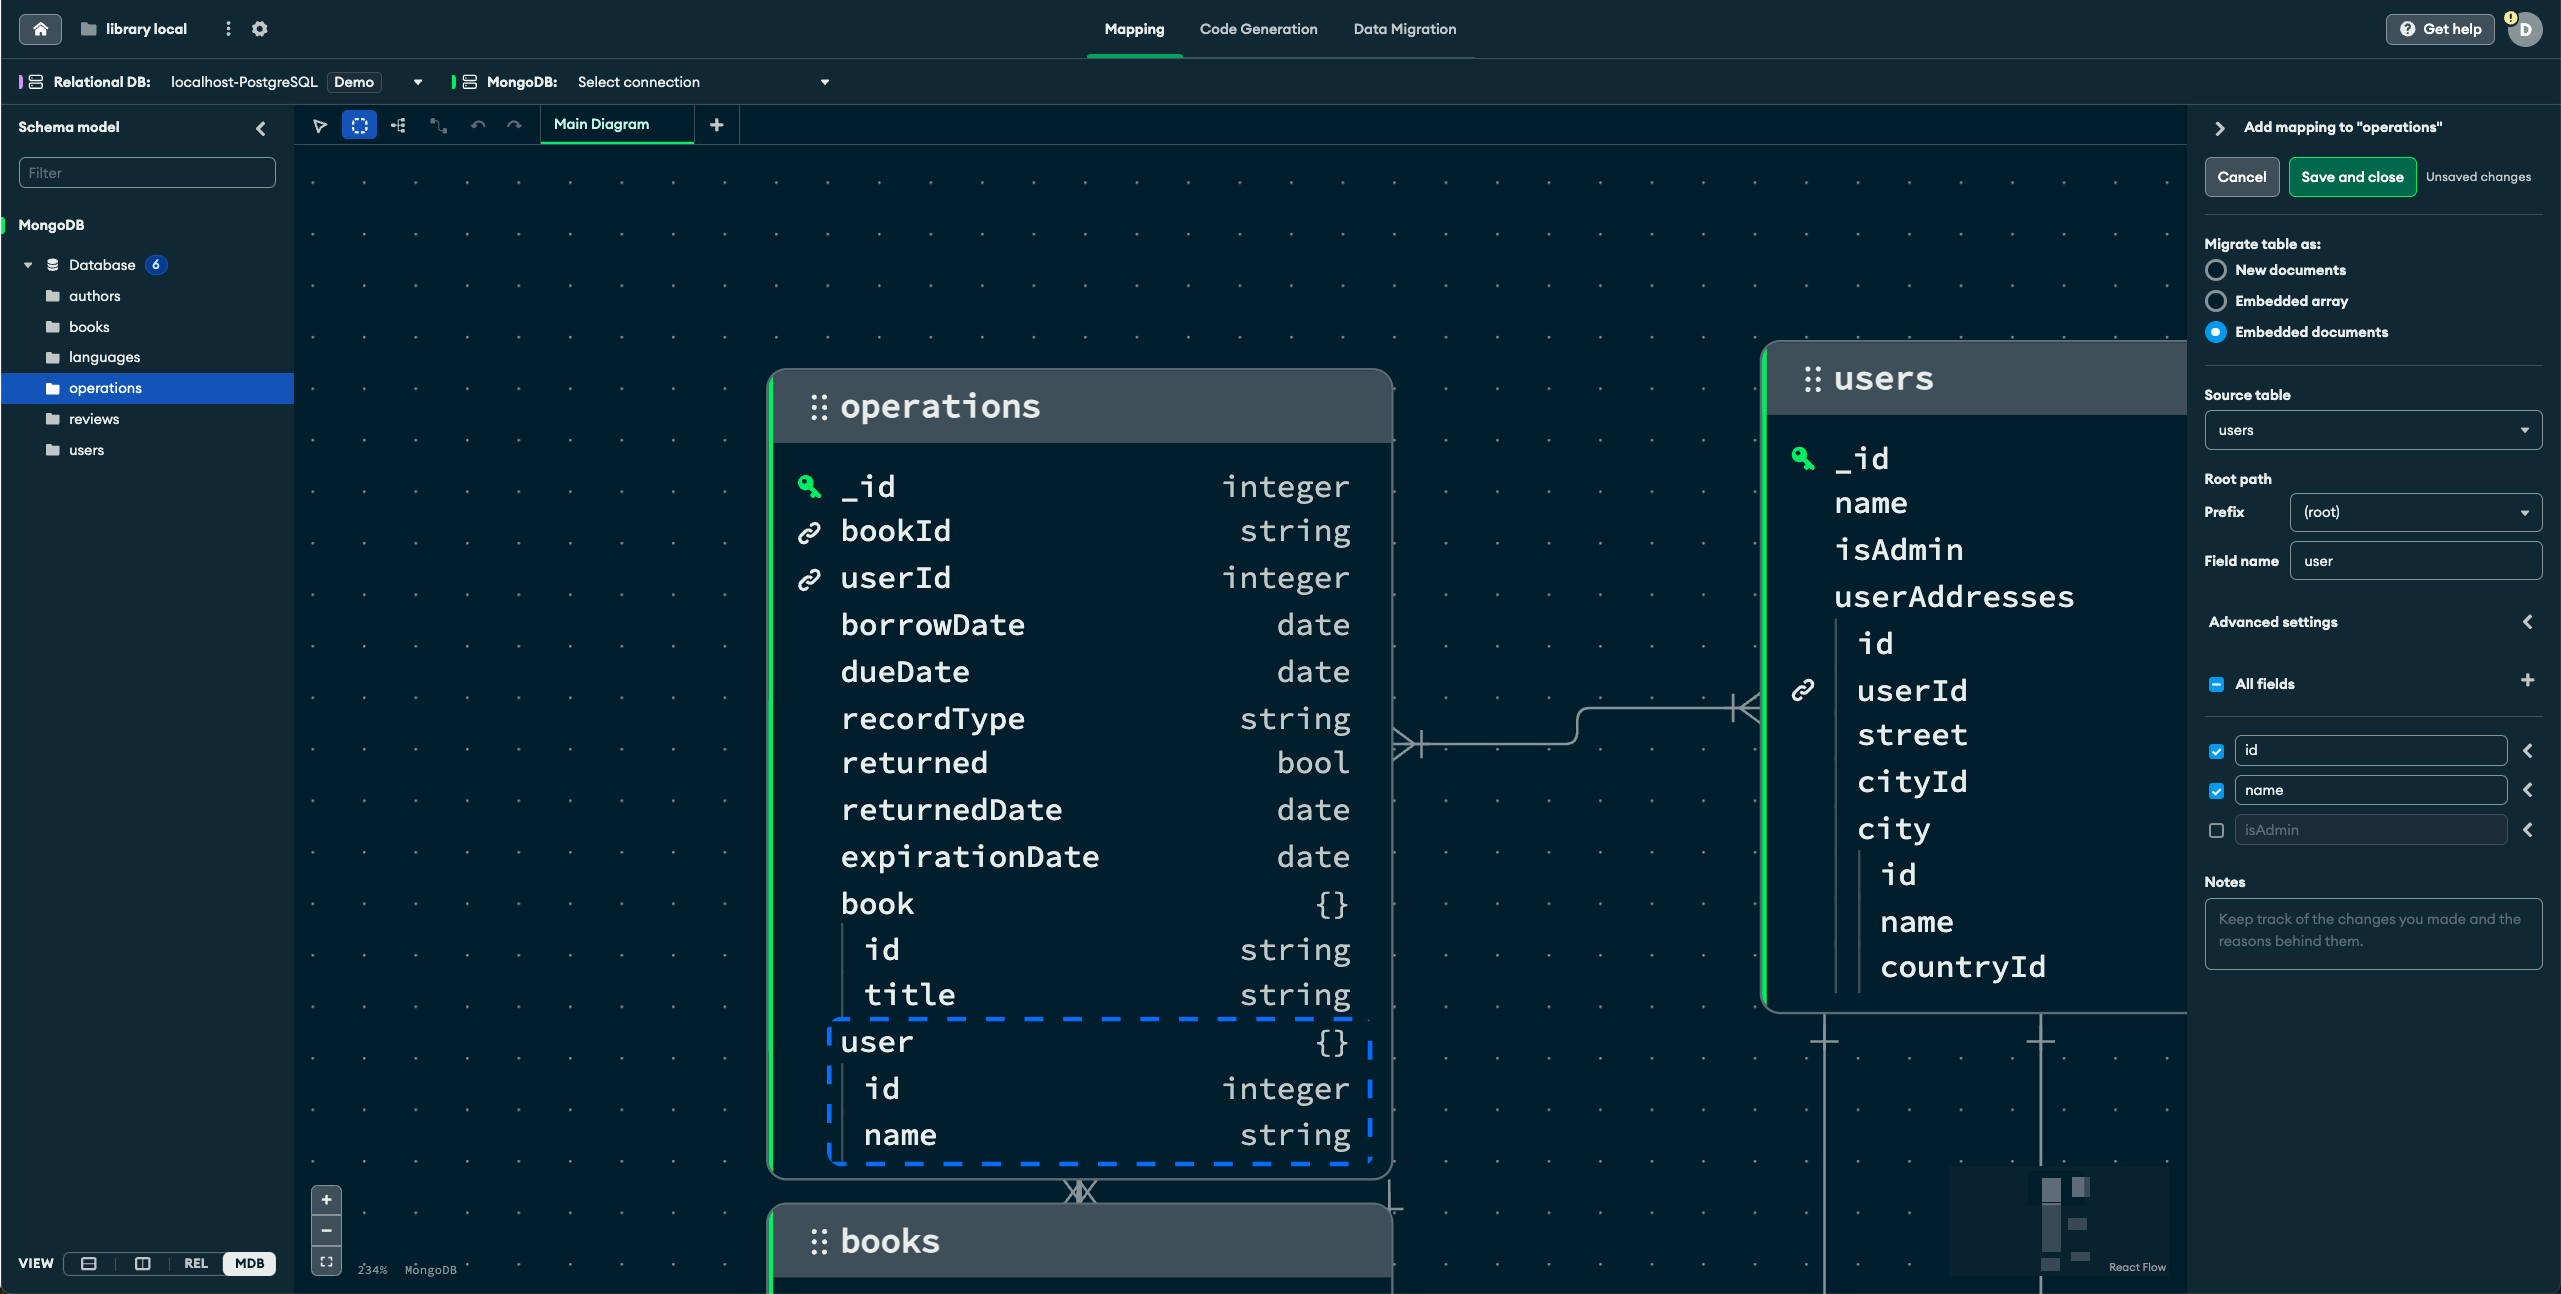 library local
Mapping
Code Generation
Data Migration
Get help
D
Relational DB: localhost-PostgreSQL Demo
MongoDB: Select connection
Schema model
Filter
MongoDB
Database 6
authors
books
languages
operations
reviews
users
VIEW
REL
MDB
Main Diagram
operations
_id integer
bookId string
userId integer
borrowDate date
dueDate date
recordType string
returned bool
returnedDate date
expirationDate date
book {}
id string
title string
user {}
id integer
name string
books
users
_id
name
isAdmin
userAddresses
id
userId
street
cityId
city
id
name
countryId
234% MongoDB
React Flow
Add mapping to "operations"
Cancel
Save and close
Unsaved changes
Migrate table as:
New documents
Embedded array
Embedded documents
Source table
users
Root path
Prefix (root)
Field name user
Advanced settings
All fields
id
name
isAdmin
Notes
Keep track of the changes you made and the
reasons behind them.